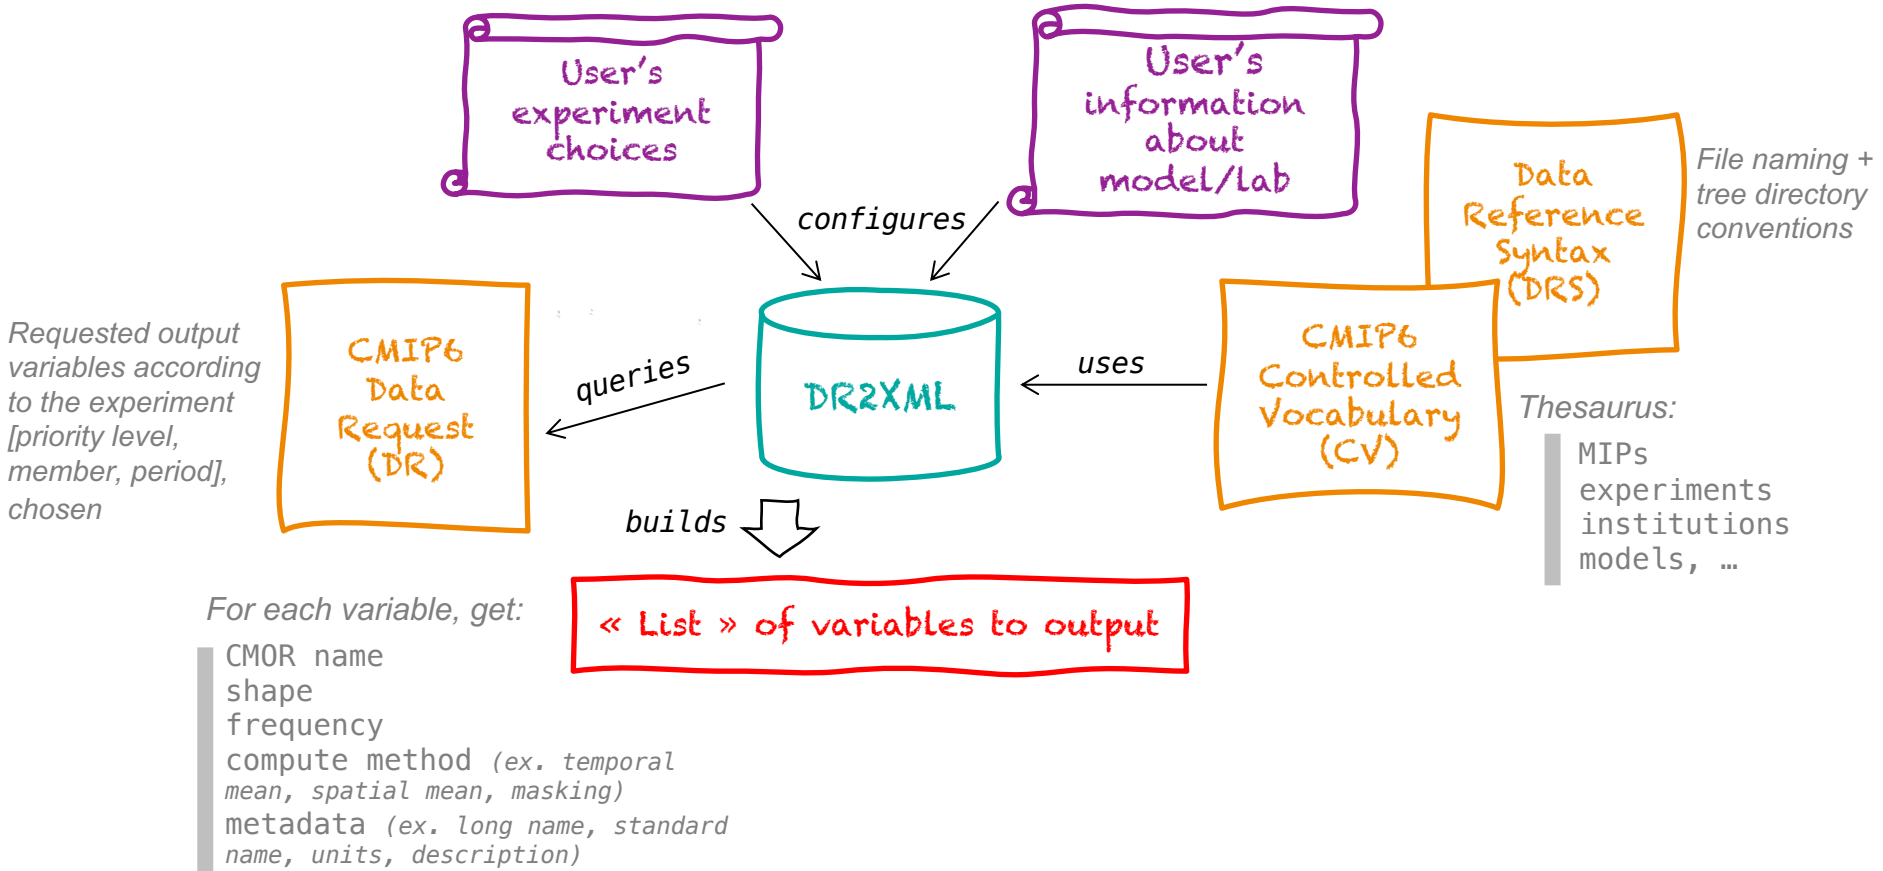 User's
experiment
choices
User's
information
about
model/lab
configures
Data
Reference
Syntax
(DRS)
File naming +
tree directory
conventions
Requested output
variables according
to the experiment
[priority level,
member, period],
chosen
CMIP6
Data
Request
(DR)
queries
DR2XML
uses
CMIP6
Controlled
Vocabulary
(CV)
Thesaurus:
MIPs
experiments
institutions
models, …
builds
« List » of variables to output
For each variable, get:
CMOR name
shape
frequency
compute method (ex. temporal
mean, spatial mean, masking)
metadata (ex. long name, standard
name, units, description)